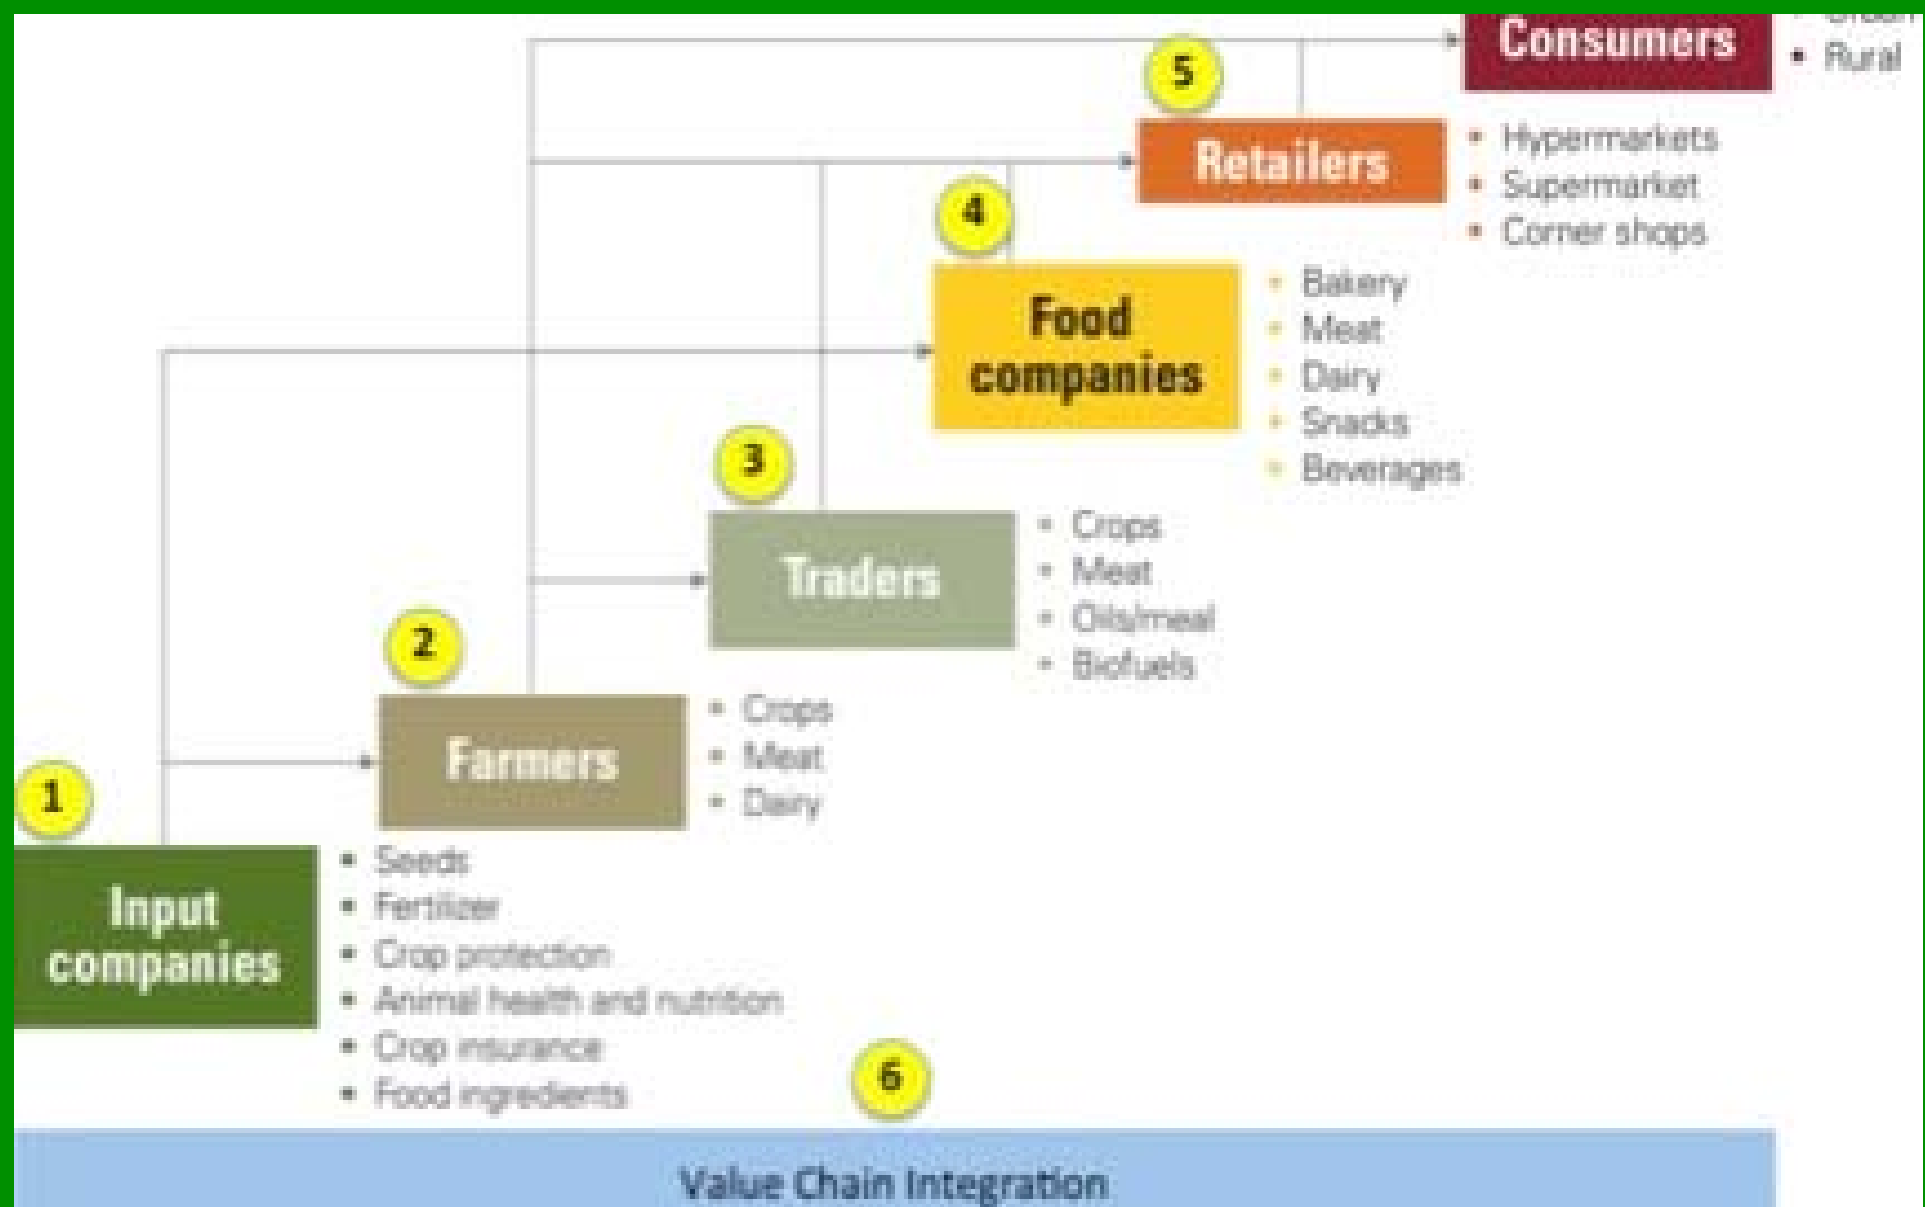 Consumers
• Rural
5
Retailers
• Hypermarkets
• Supermarket
• Corner shops
4
Food
companies
• Bakery
• Meat
• Dairy
• Snacks
• Beverages
3
Traders
• Crops
• Meat
• Oils/meal
• Biofuels
2
Farmers
• Crops
• Meat
• Dairy
1
Input
companies
• Seeds
• Fertilizer
• Crop protection
• Animal health and nutrition
• Crop insurance
• Food ingredients
6
Value Chain Integration